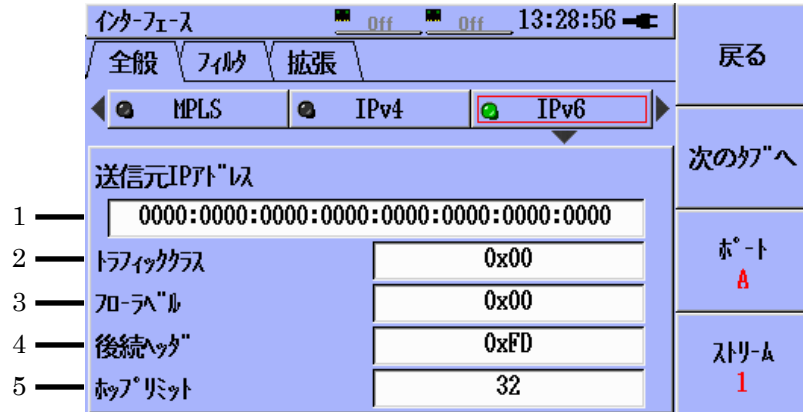 ｲﾝﾀｰﾌｪｰｽ Off Off 13:28:56
全般 ﾌｨﾙﾀ 拡張
MPLS IPv4 IPv6
送信元IPｱﾄﾞﾚｽ
1 0000:0000:0000:0000:0000:0000:0000:0000
2 ﾄﾗﾌｨｯｸｸﾗｽ 0x00
3 ﾌﾛｰﾗﾍﾞﾙ 0x00
4 後続ﾍｯﾀﾞ 0xFD
5 ﾎｯﾌﾟﾘﾐｯﾄ 32
戻る
次のﾀﾌﾞへ
ﾎﾟｰﾄ
A
ｽﾄﾘｰﾑ
1